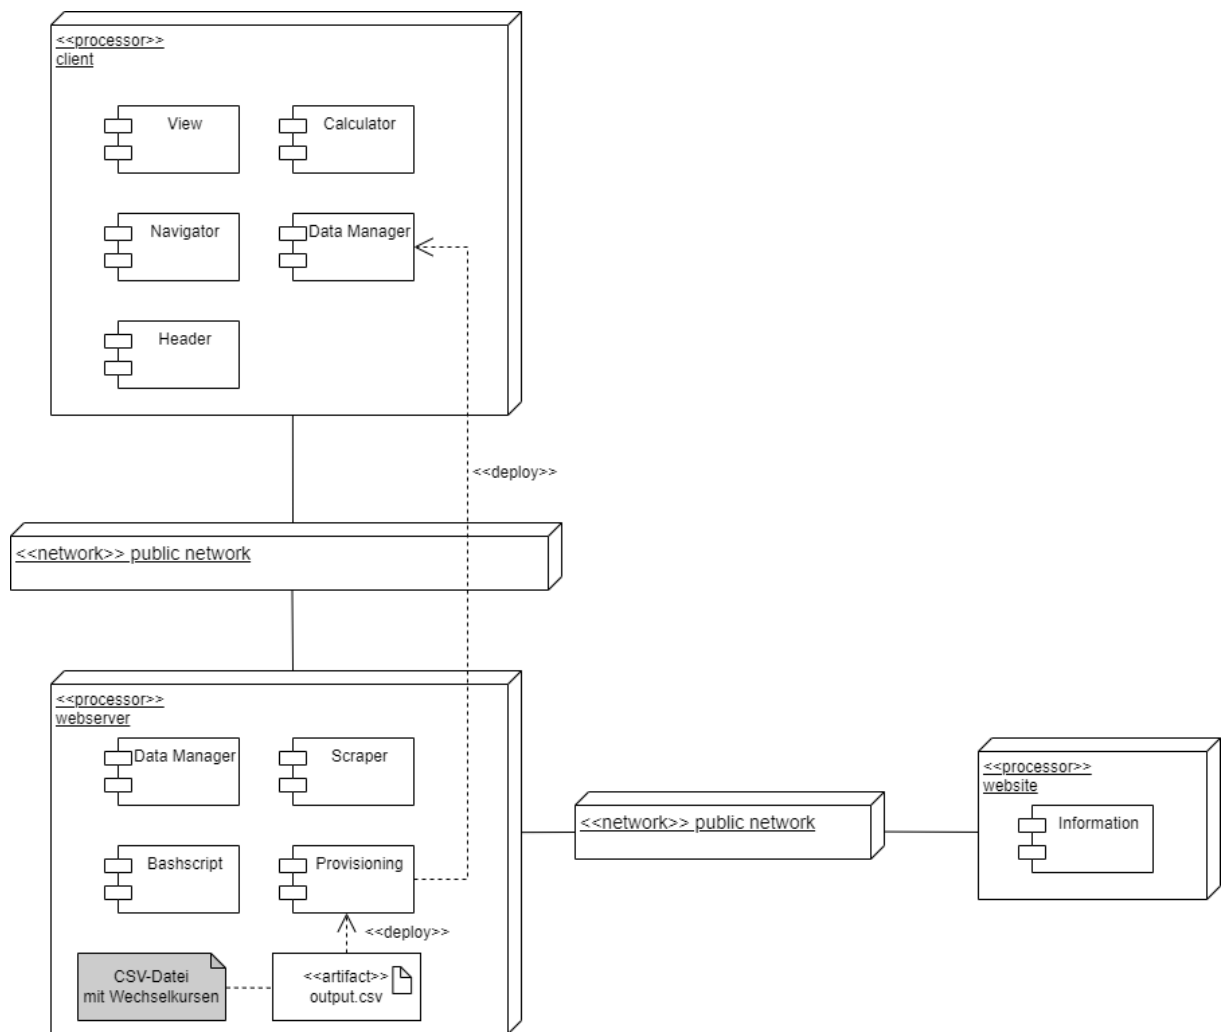 <<processor>>
client
View
Calculator
Navigator
Data Manager
Header
<<deploy>>
<<network>> public network
<<processor>>
webserver
Data Manager
Scraper
<<processor>>
website
Information
<<network>> public network
Bashscript
Provisioning
<<deploy>>
CSV-Datei
mit Wechselkursen
<<artifact>>
output.csv